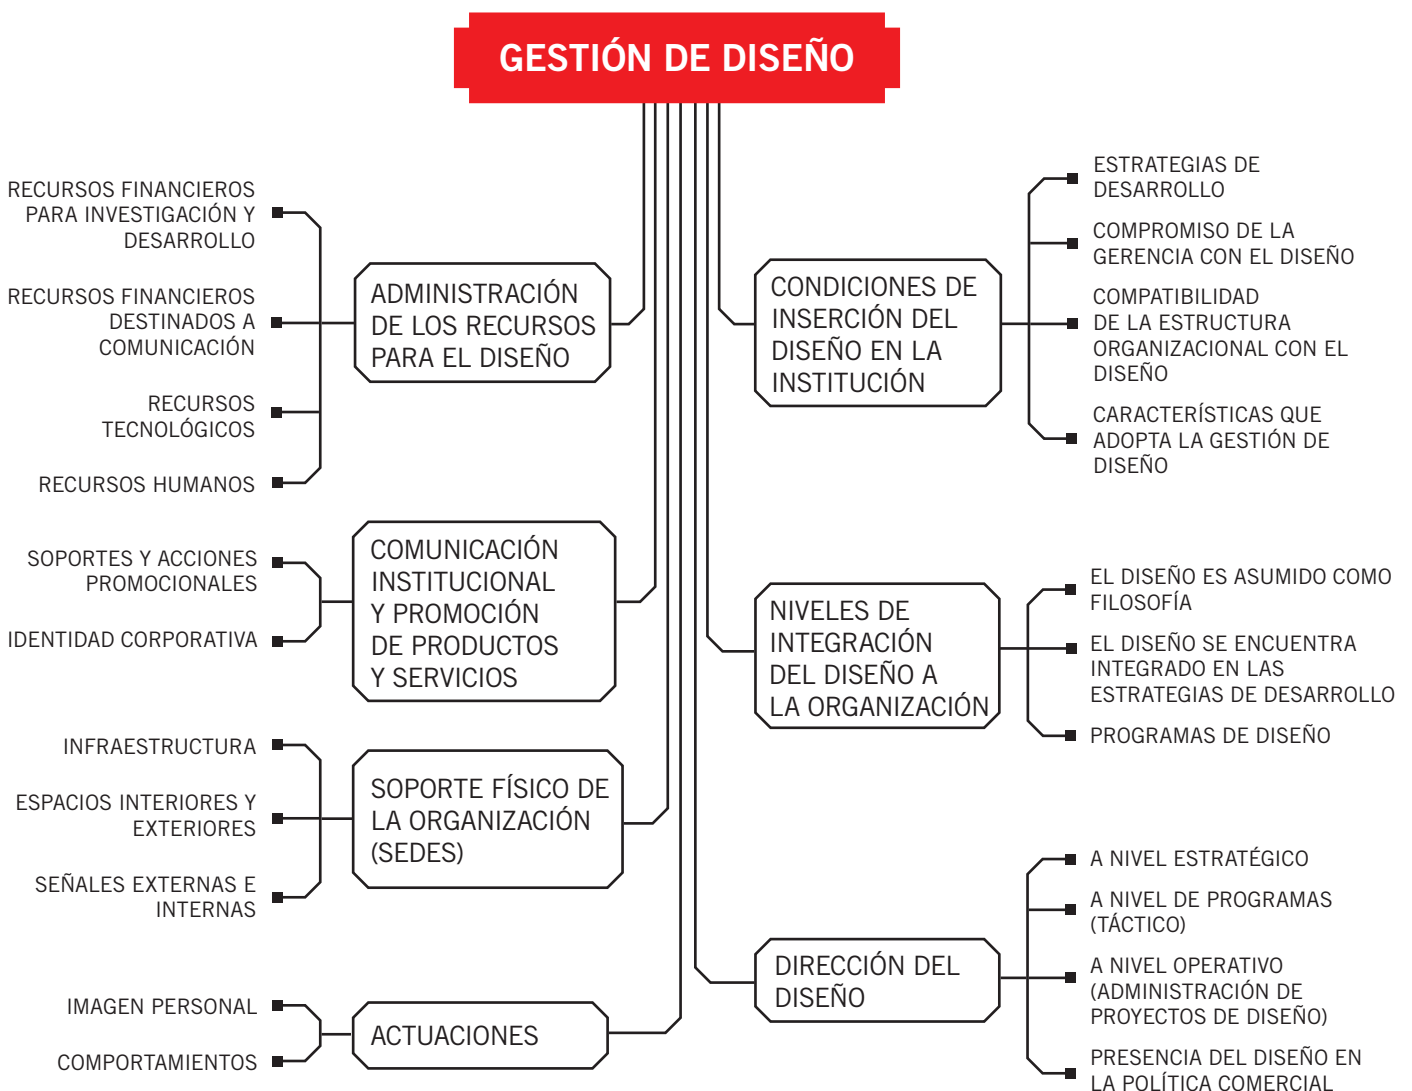 GESTIÓN DE DISEÑO
RECURSOS FINANCIEROS
PARA INVESTIGACIÓN Y
DESARROLLO
RECURSOS FINANCIEROS
DESTINADOS A
COMUNICACIÓN
RECURSOS
TECNOLÓGICOS
RECURSOS HUMANOS
ADMINISTRACIÓN
DE LOS RECURSOS
PARA EL DISEÑO
SOPORTES Y ACCIONES
PROMOCIONALES
IDENTIDAD CORPORATIVA
COMUNICACIÓN
INSTITUCIONAL
Y PROMOCIÓN
DE PRODUCTOS
Y SERVICIOS
INFRAESTRUCTURA
ESPACIOS INTERIORES Y
EXTERIORES
SEÑALES EXTERNAS E
INTERNAS
SOPORTE FÍSICO DE
LA ORGANIZACIÓN
(SEDES)
IMAGEN PERSONAL
COMPORTAMIENTOS
ACTUACIONES
CONDICIONES DE
INSERCIÓN DEL
DISEÑO EN LA
INSTITUCIÓN
ESTRATEGIAS DE
DESARROLLO
COMPROMISO DE LA
GERENCIA CON EL DISEÑO
COMPATIBILIDAD
DE LA ESTRUCTURA
ORGANIZACIONAL CON EL
DISEÑO
CARACTERÍSTICAS QUE
ADOPTA LA GESTIÓN DE
DISEÑO
NIVELES DE
INTEGRACIÓN
DEL DISEÑO A
LA ORGANIZACIÓN
EL DISEÑO ES ASUMIDO COMO
FILOSOFÍA
EL DISEÑO SE ENCUENTRA
INTEGRADO EN LAS
ESTRATEGIAS DE DESARROLLO
PROGRAMAS DE DISEÑO
DIRECCIÓN DEL
DISEÑO
A NIVEL ESTRATÉGICO
A NIVEL DE PROGRAMAS
(TÁCTICO)
A NIVEL OPERATIVO
(ADMINISTRACIÓN DE
PROYECTOS DE DISEÑO)
PRESENCIA DEL DISEÑO EN
LA POLÍTICA COMERCIAL